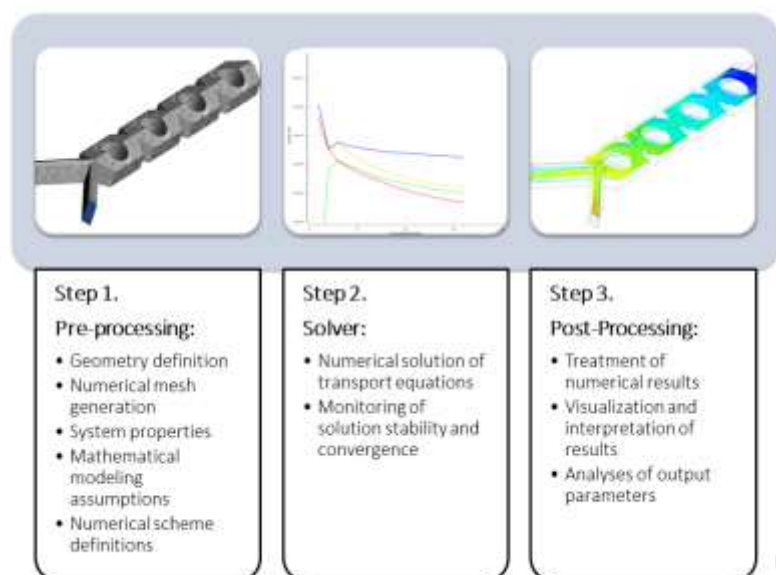 Step 1.
Pre-processing:
• Geometry definition
• Numerical mesh
generation
• System properties
• Mathematical
modeling
assumptions
• Numerical scheme
definitions
Step 2.
Solver:
• Numerical solution of
transport equations
• Monitoring of
solution stability and
convergence
Step 3.
Post-Processing:
• Treatment of
numerical results
• Visualization and
interpretation of
results
• Analyses of output
parameters